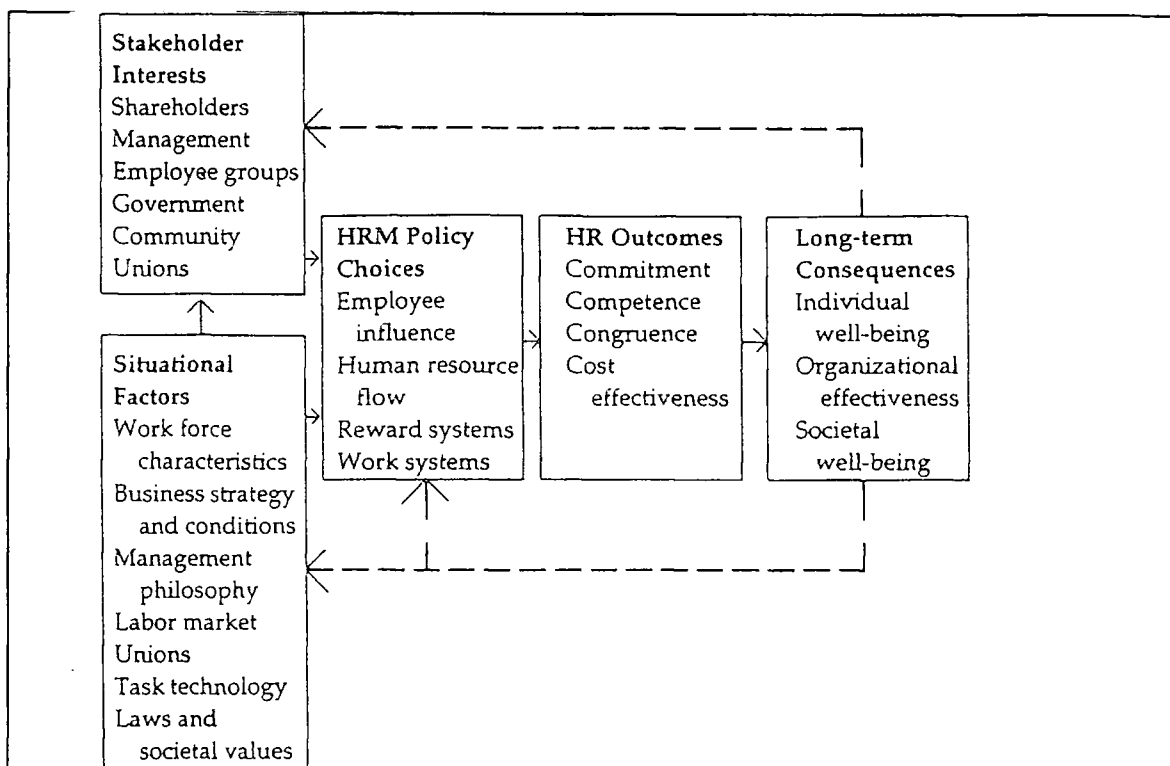 Stakeholder
Interests
Shareholders
Management
Employee groups
Government
Community
Unions
Situational
Factors
Work force
characteristics
Business strategy
and conditions
Management
philosophy
Labor market
Unions
Task technology
Laws and
societal values
HRM Policy
Choices
Employee
influence
Human resource
flow
Reward systems
Work systems
HR Outcomes
Commitment
Competence
Congruence
Cost
effectiveness
Long-term
Consequences
Individual
well-being
Organizational
effectiveness
Societal
well-being